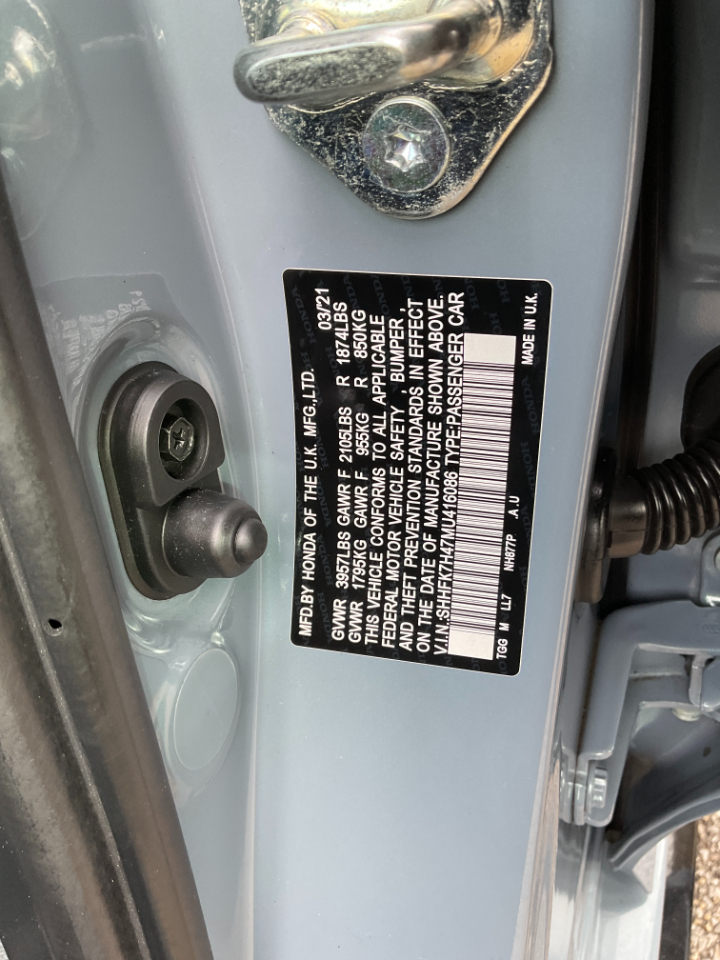 MFD.BY HONDA OF THE U.K. MFG.,LTD. 03/'21
GVWR 3957LBS GAWR F 2105LBS R 1874LBS
GVWR 1795KG GAWR F 955KG R 850KG
THIS VEHICLE CONFORMS TO ALL APPLICABLE
FEDERAL MOTOR VEHICLE SAFETY , BUMPER ,
AND THEFT PREVENTION STANDARDS IN EFFECT
ON THE DATE OF MANUFACTURE SHOWN ABOVE.
V.I.N.SHHFK7H47MU416086 TYPE:PASSENGER CAR
TGG M LL7 NH877P .A.U MADE IN U.K.